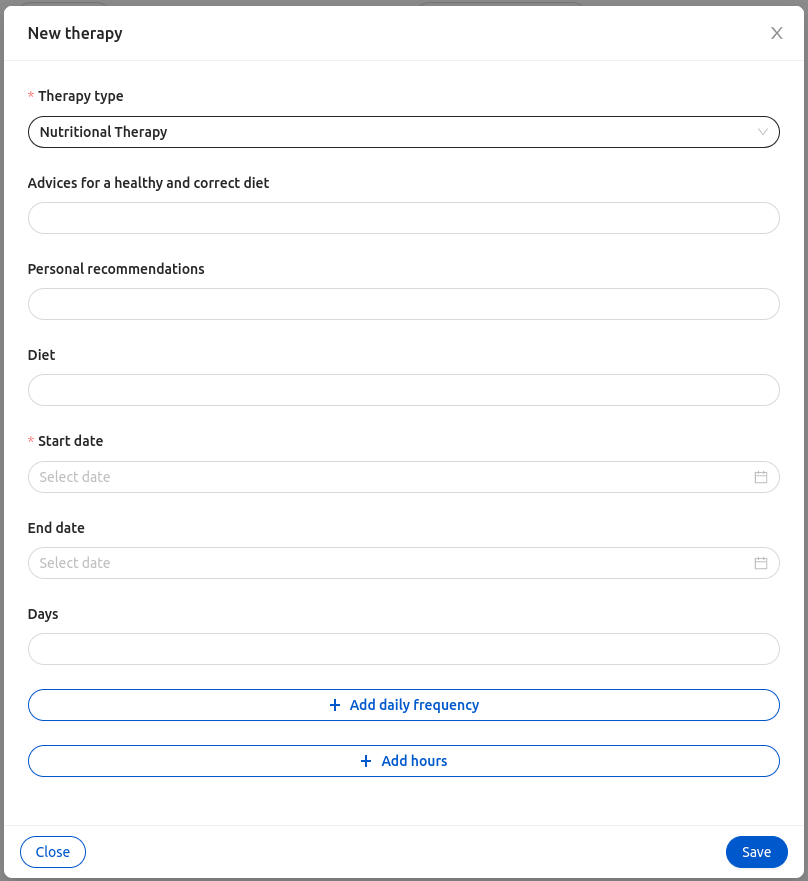 New therapy
* Therapy type
Nutritional Therapy
Advices for a healthy and correct diet
Personal recommendations
Diet
* Start date
Select date
End date
Select date
Days
+ Add daily frequency
+ Add hours
Close
Save